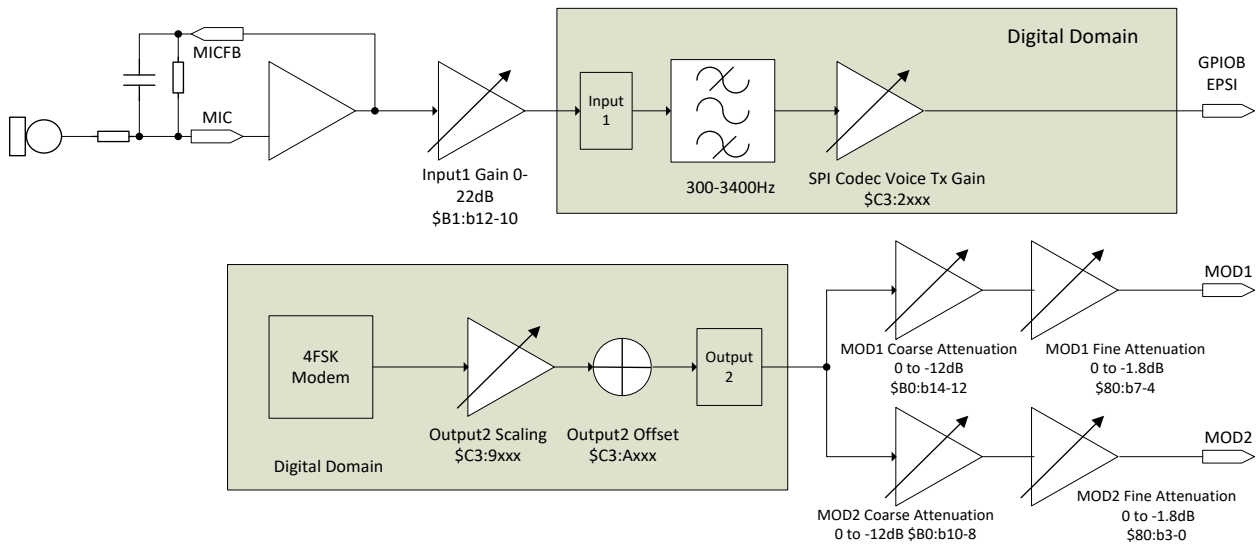 Digital Domain
MICFB
MIC
Input
1
GPIOB
EPSI
Input1 Gain 0-
22dB
$B1:b12-10
300-3400Hz
SPI Codec Voice Tx Gain
$C3:2xxx
4FSK
Modem
Output
2
MOD1
MOD1 Coarse Attenuation
0 to -12dB
$B0:b14-12
MOD1 Fine Attenuation
0 to -1.8dB
$80:b7-4
Output2 Scaling
$C3:9xxx
Output2 Offset
$C3:Axxx
Digital Domain
MOD2
MOD2 Coarse Attenuation
0 to -12dB $B0:b10-8
MOD2 Fine Attenuation
0 to -1.8dB
$80:b3-0